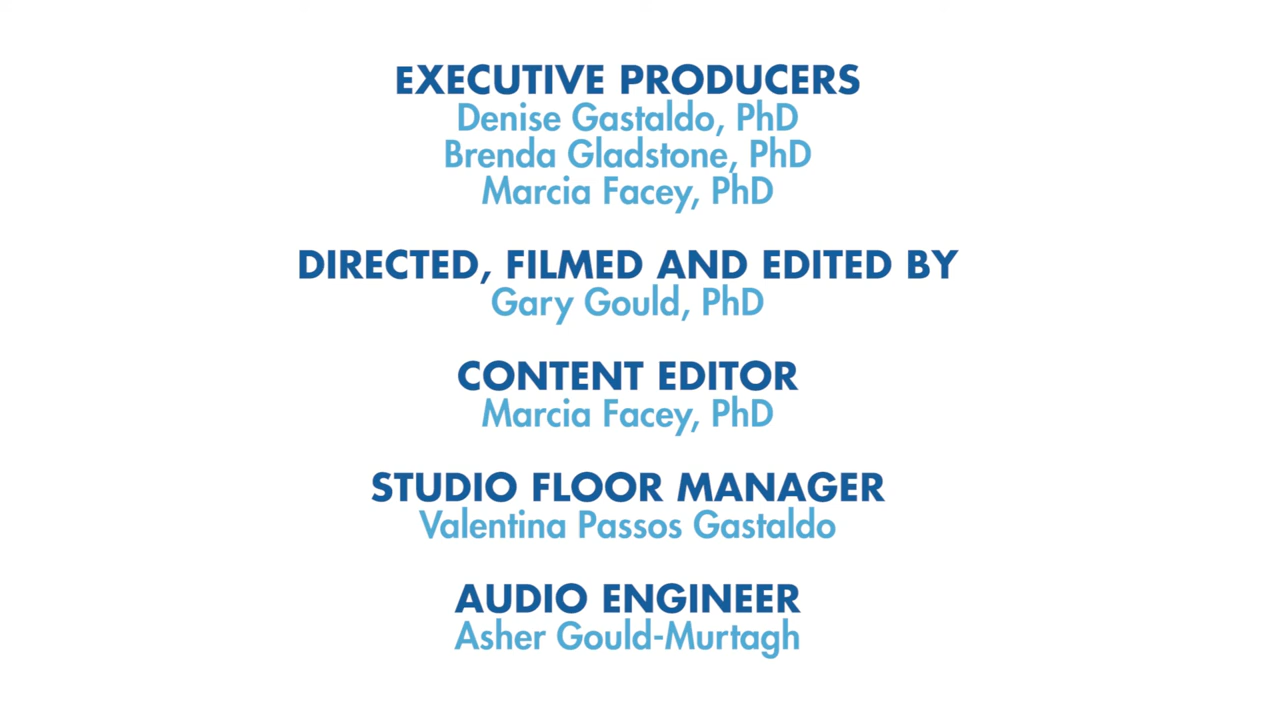 EXECUTIVE PRODUCERS
Denise Gastaldo, PhD
Brenda Gladstone, PhD
Marcia Facey, PhD
DIRECTED, FILMED AND EDITED BY
Gary Gould, PhD
CONTENT EDITOR
Marcia Facey, PhD
STUDIO FLOOR MANAGER
Valentina Passos Gastaldo
AUDIO ENGINEER
Asher Gould-Murtagh